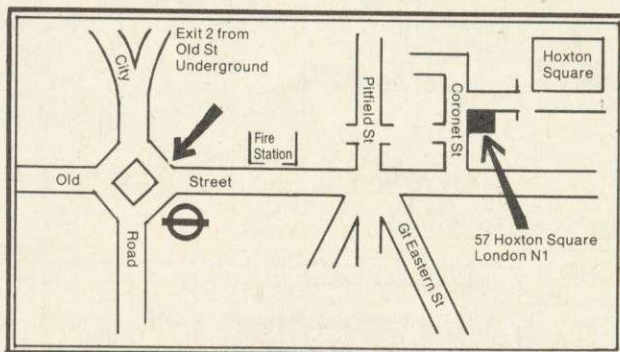 Exit 2 from
Old St
Underground
City
Hoxton
Square
Pitfield St
Coronet St
Fire
Station
Old
Street
Road
Gt Eastern St
57 Hoxton Square
London N1